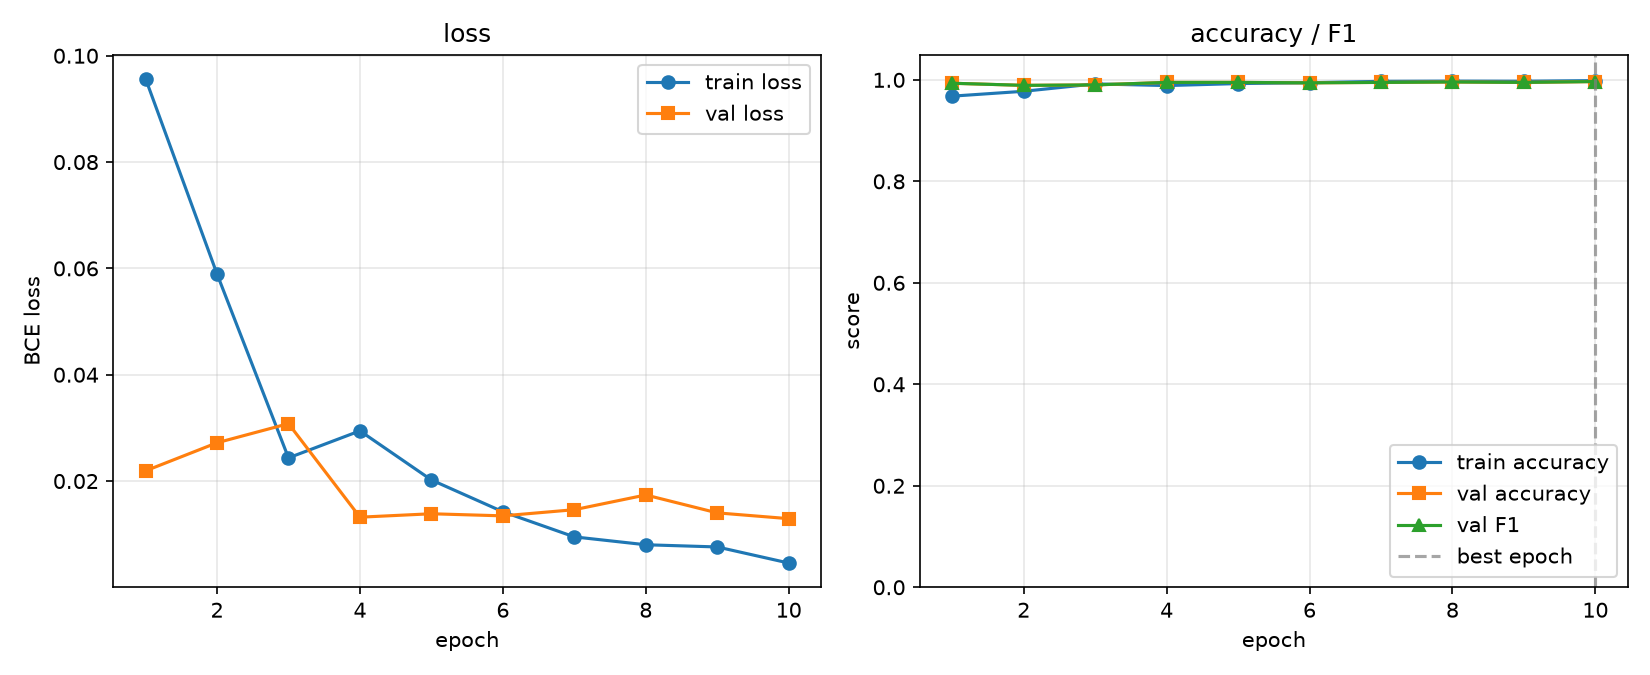 loss
0.10
0.08
0.06
0.04
0.02
BCE loss
train loss
val loss
2 4 6 8 10
epoch
accuracy / F1
1.0
0.8
0.6
0.4
0.2
0.0
score
train accuracy
val accuracy
val F1
best epoch
2 4 6 8 10
epoch